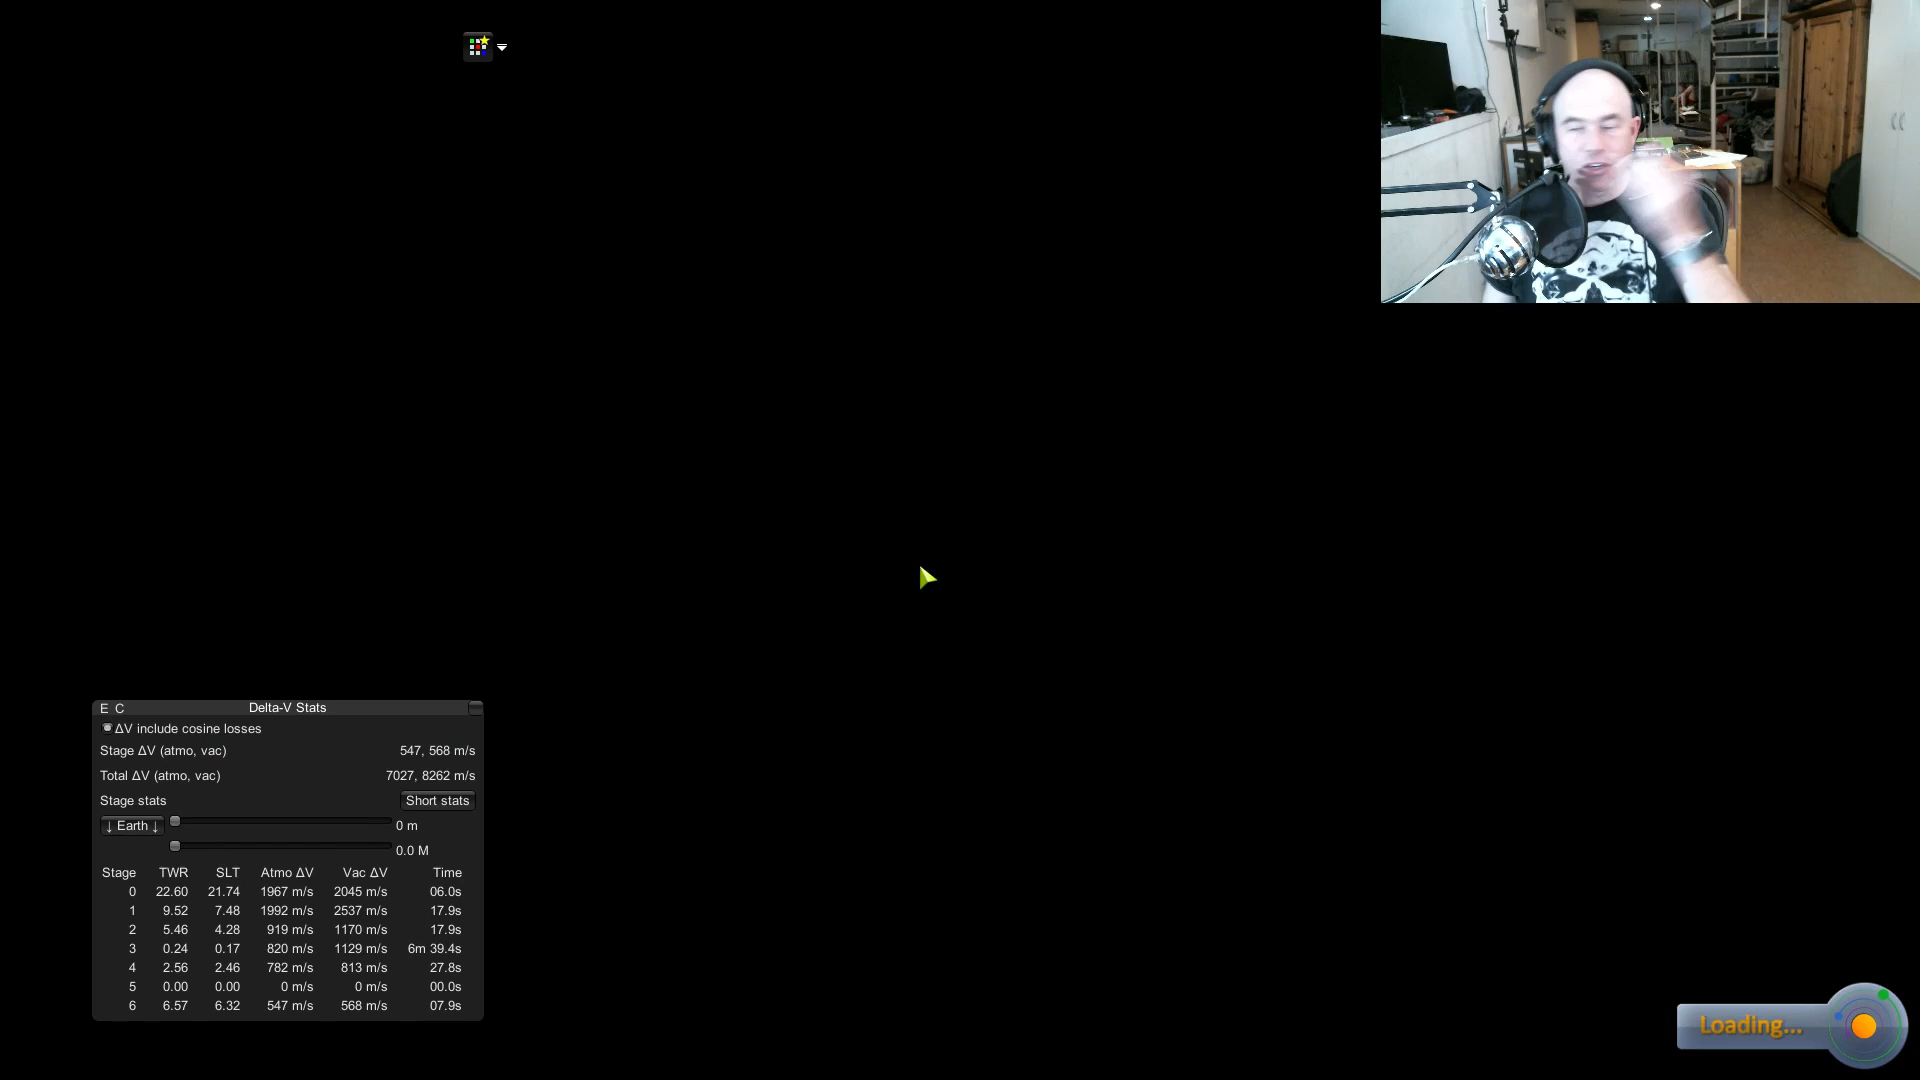 E C Delta-V Stats
ΔV include cosine losses
Stage ΔV (atmo, vac) 547, 568 m/s
Total ΔV (atmo, vac) 7027, 8262 m/s
Stage stats Short stats
↓ Earth ↓ 0 m
0.0 M
Stage TWR SLT Atmo ΔV Vac ΔV Time
0 22.60 21.74 1967 m/s 2045 m/s 06.0s
1 9.52 7.48 1992 m/s 2537 m/s 17.9s
2 5.46 4.28 919 m/s 1170 m/s 17.9s
3 0.24 0.17 820 m/s 1129 m/s 6m 39.4s
4 2.56 2.46 782 m/s 813 m/s 27.8s
5 0.00 0.00 0 m/s 0 m/s 00.0s
6 6.57 6.32 547 m/s 568 m/s 07.9s
Loading...